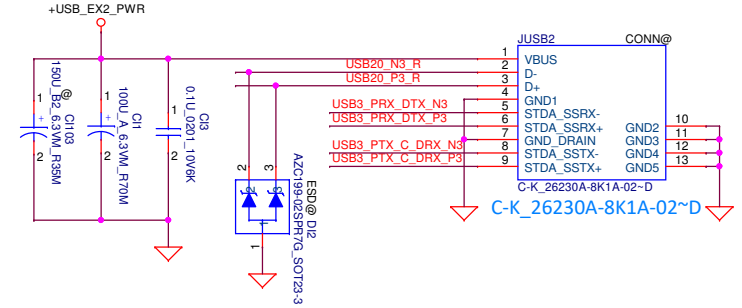 +USB_EX2_PWR
JUSB2 CONN@
1 VBUS
USB20_N3_R 2 D-
USB20_P3_R 3 D+
4 GND1
USB3_PRX_DTX_N3 5 STDA_SSRX-
USB3_PRX_DTX_P3 6 STDA_SSRX+ GND2 10
7 GND_DRAIN GND3 11
USB3_PTX_C_DRX_N3 8 STDA_SSTX- GND4 12
USB3_PTX_C_DRX_P3 9 STDA_SSTX+ GND5 13
C-K_26230A-8K1A-02~D
C-K_26230A-8K1A-02~D
1
+
2
@
CI103
150U_B2_6.3VM_R35M
1
+
2
CI1
100U_A_6.3VM_R70M
1
2
CI3
0.1U_0201_10V6K
2
3
2
3
1
1
ESD@ DI2
AZC199-02SPR7G_SOT23-3